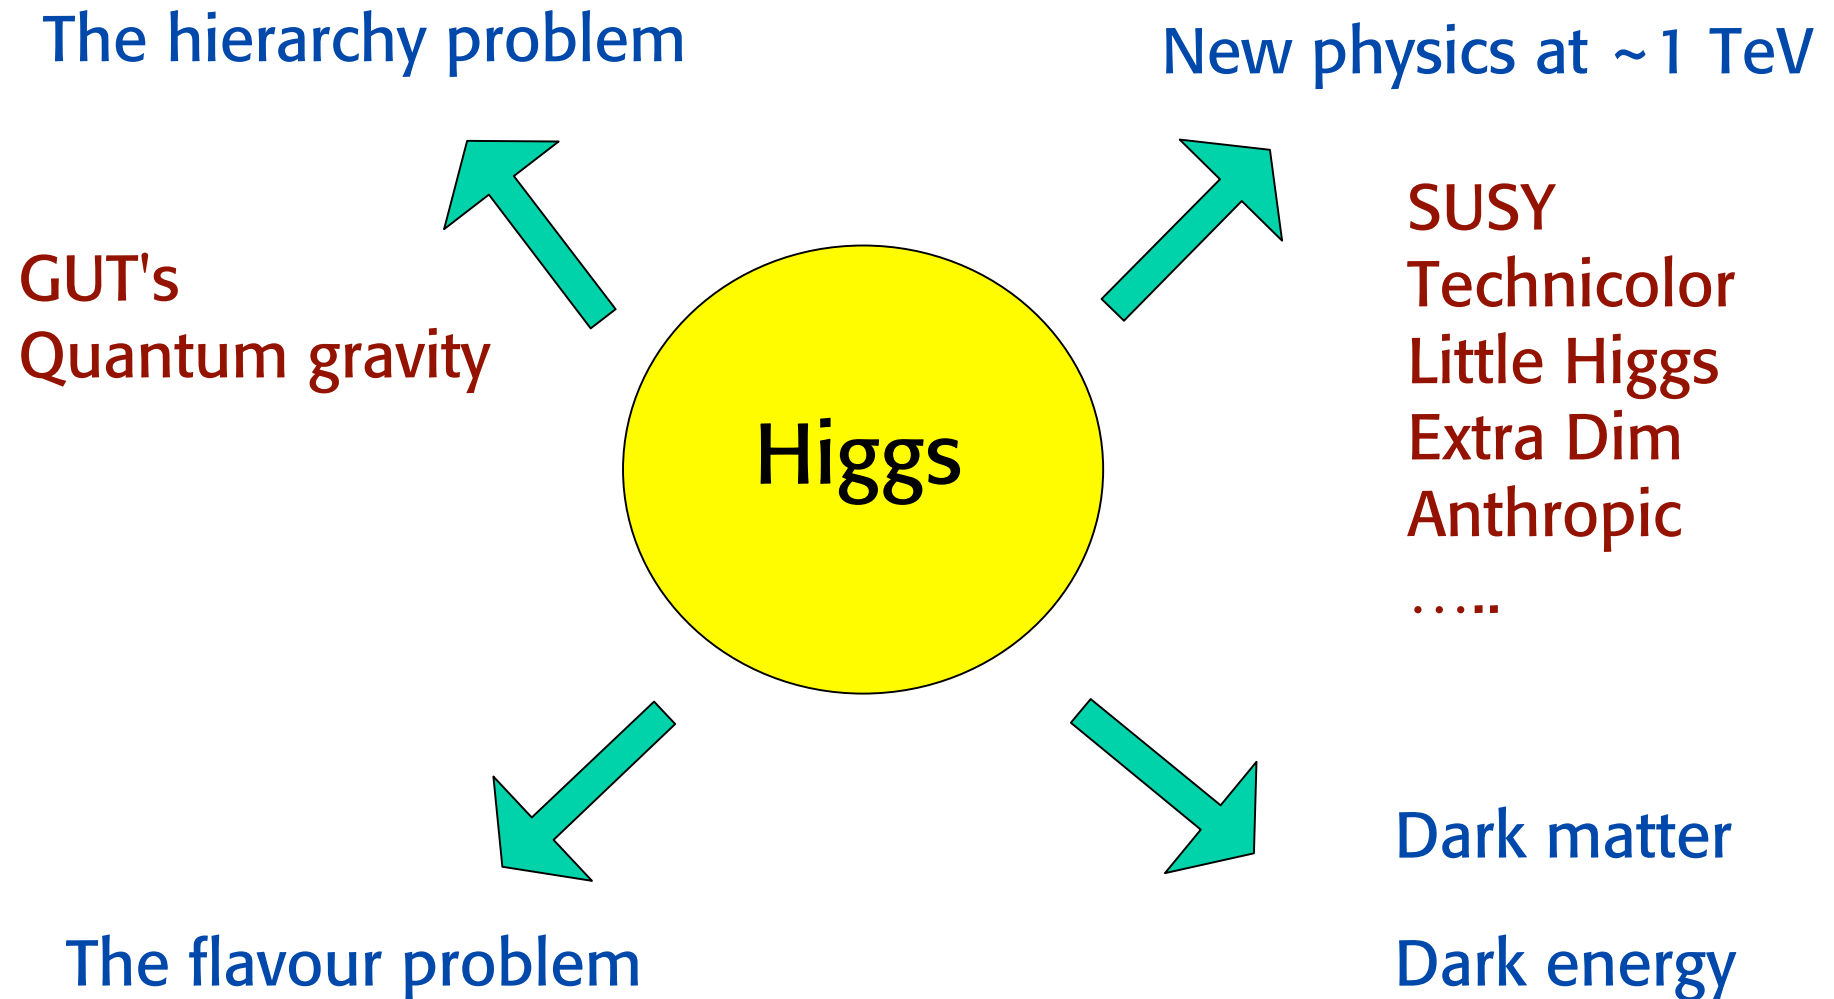 The hierarchy problem
New physics at ~1 TeV
GUT's
Quantum gravity
SUSY
Technicolor
Little Higgs
Extra Dim
Anthropic
…..
Higgs
The flavour problem
Dark matter
Dark energy